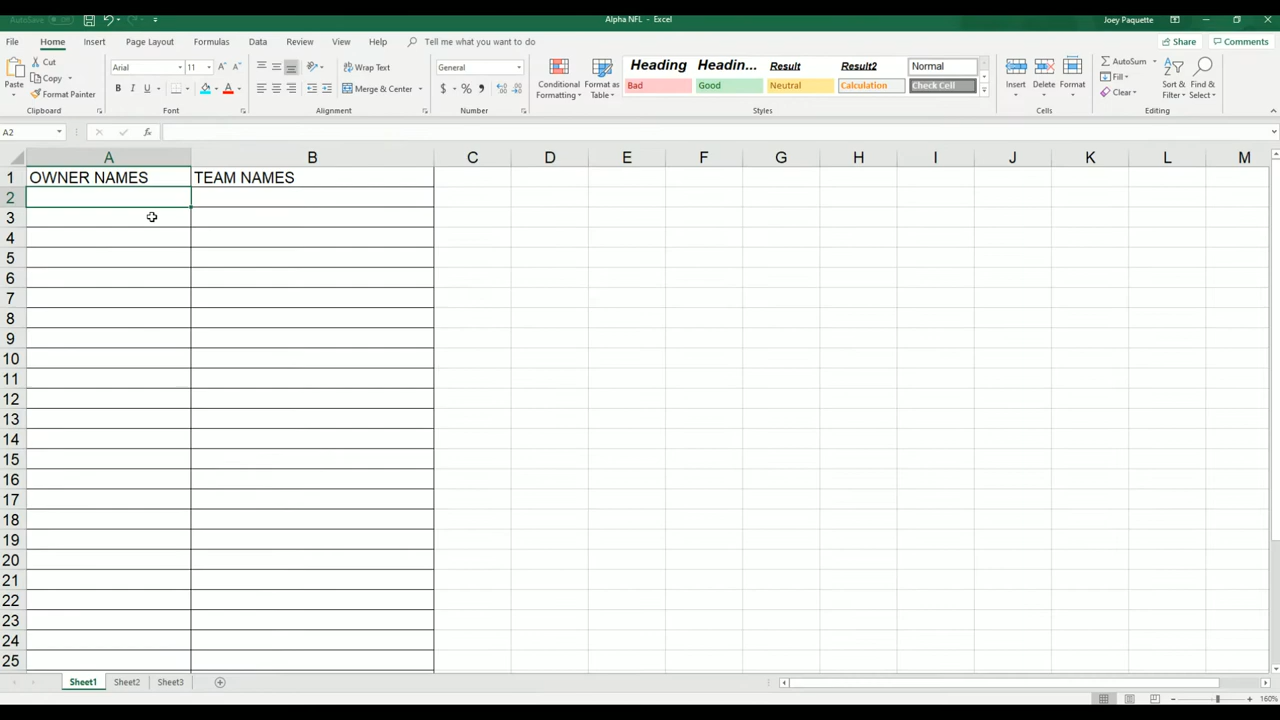 AutoSave Off
Alpha NFL - Excel
Joey Paquette
File Home Insert Page Layout Formulas Data Review View Help Tell me what you want to do
Share Comments
Paste
Cut
Copy
Format Painter
Clipboard
Arial 11
B I U
Font
Wrap Text
Merge & Center
Alignment
General
$ % ,
Number
Conditional Formatting
Format as Table
Heading Headin... Result Result2 Normal
Bad Good Neutral Calculation Check Cell
Styles
Insert Delete Format
Cells
AutoSum
Fill
Clear
Sort & Filter
Find & Select
Editing
A2 fx
A B C D E F G H I J K L M
1 OWNER NAMES TEAM NAMES
2
3
4
5
6
7
8
9
10
11
12
13
14
15
16
17
18
19
20
21
22
23
24
25
Sheet1 Sheet2 Sheet3
160%